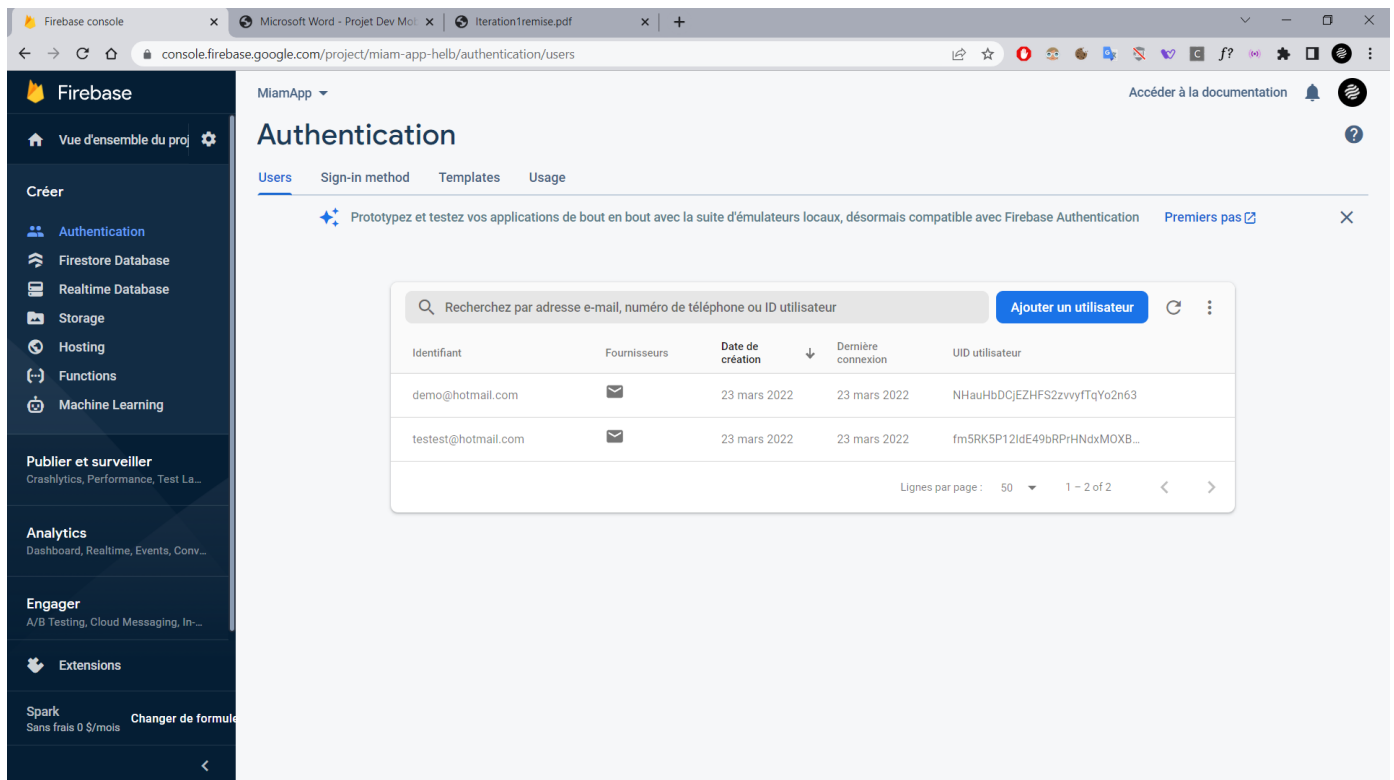 Firebase console
Microsoft Word - Projet Dev Mob
Iteration1remise.pdf
console.firebase.google.com/project/miam-app-helb/authentication/users
Firebase
MiamApp
Accéder à la documentation
Vue d'ensemble du proj
Authentication
Users Sign-in method Templates Usage
Créer
Prototypez et testez vos applications de bout en bout avec la suite d'émulateurs locaux, désormais compatible avec Firebase Authentication Premiers pas
Authentication
Firestore Database
Realtime Database
Storage
Hosting
Functions
Machine Learning
Publier et surveiller
Crashlytics, Performance, Test La...
Analytics
Dashboard, Realtime, Events, Conv...
Engager
A/B Testing, Cloud Messaging, In-...
Extensions
Spark
Sans frais 0 $/mois
Changer de formule
Recherchez par adresse e-mail, numéro de téléphone ou ID utilisateur
Ajouter un utilisateur
Identifiant Fournisseurs Date de création Dernière connexion UID utilisateur
demo@hotmail.com 23 mars 2022 23 mars 2022 NHauHbDCjEZHFS2zvvyfTqYo2n63
testest@hotmail.com 23 mars 2022 23 mars 2022 fm5RK5P12IdE49bRPrHNdxMOXB...
Lignes par page : 50 1 – 2 of 2